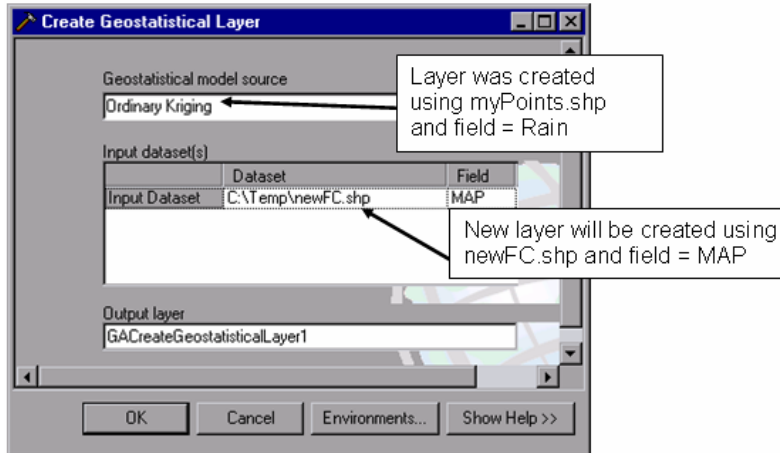 Create Geostatistical Layer
Geostatistical model source
Ordinary Kriging
Layer was created
using myPoints.shp
and field = Rain
Input dataset(s)
Dataset Field
Input Dataset C:\Temp\newFC.shp MAP
New layer will be created using
newFC.shp and field = MAP
Output layer
GACreateGeostatisticalLayer1
OK Cancel Environments... Show Help >>